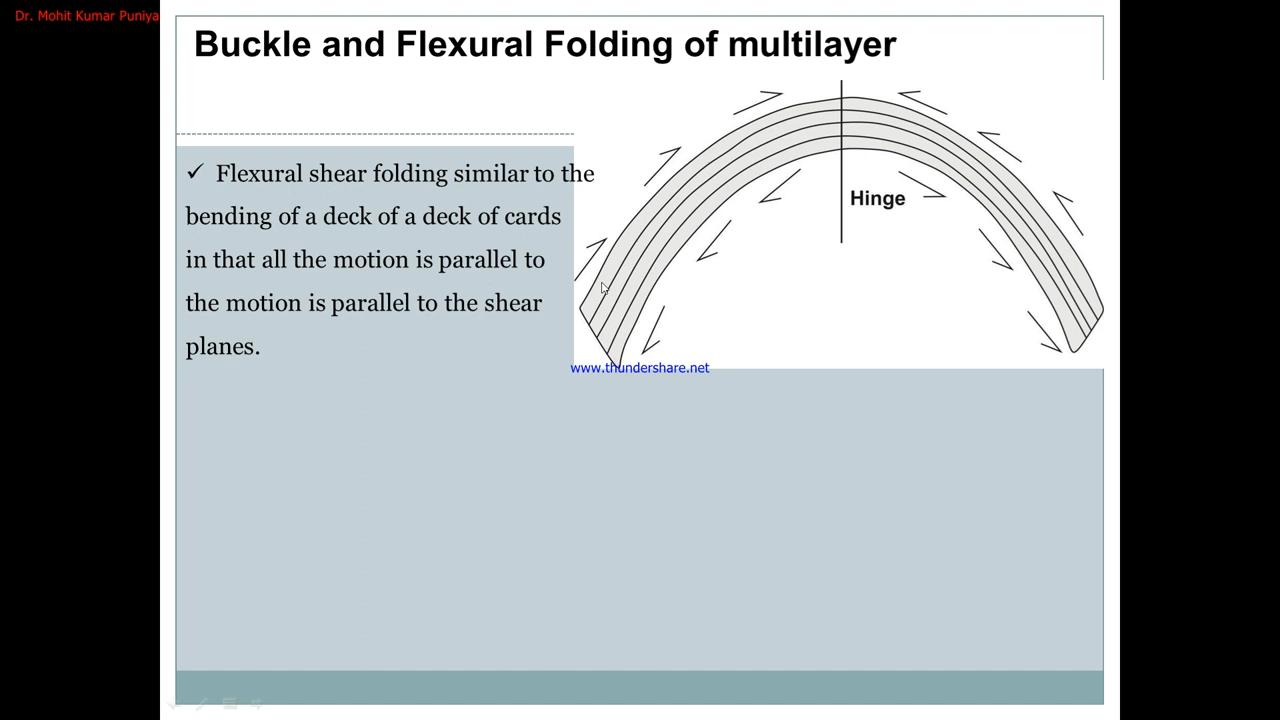 Dr. Mohit Kumar Puniya
Buckle and Flexural Folding of multilayer
✓ Flexural shear folding similar to the
bending of a deck of a deck of cards
in that all the motion is parallel to
the motion is parallel to the shear
planes.
Hinge
www.thundershare.net